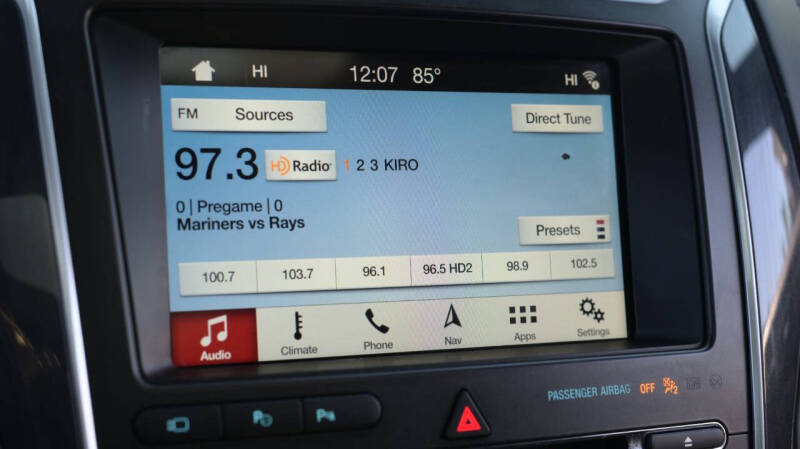 HI 12:07 85° HI
FM Sources Direct Tune
97.3 HD Radio 1 2 3 KIRO
0 | Pregame | 0
Mariners vs Rays
Presets
100.7 103.7 96.1 96.5 HD2 98.9 102.5
Audio Climate Phone Nav Apps Settings
PASSENGER AIRBAG OFF